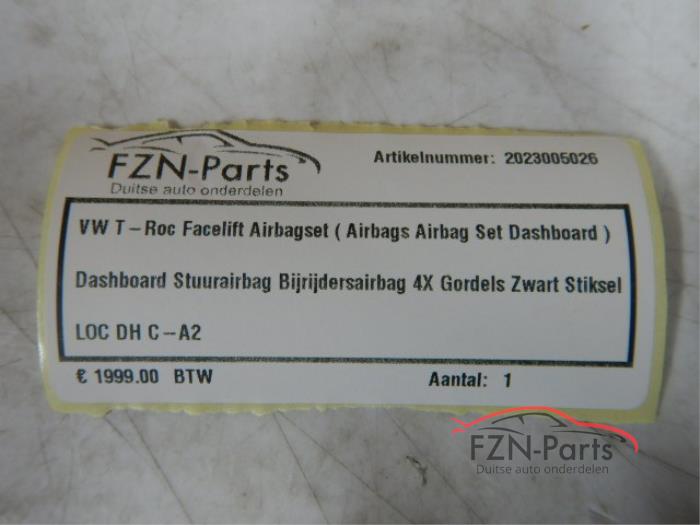 FZN-Parts
Duitse auto onderdelen
Artikelnummer: 2023005026
VW T-Roc Facelift Airbagset ( Airbags Airbag Set Dashboard )
Dashboard Stuurairbag Bijrijdersairbag 4X Gordels Zwart Stiksel
LOC DH C-A2
€ 1999.00 BTW
Aantal: 1
FZN-Parts
Duitse auto onderdelen